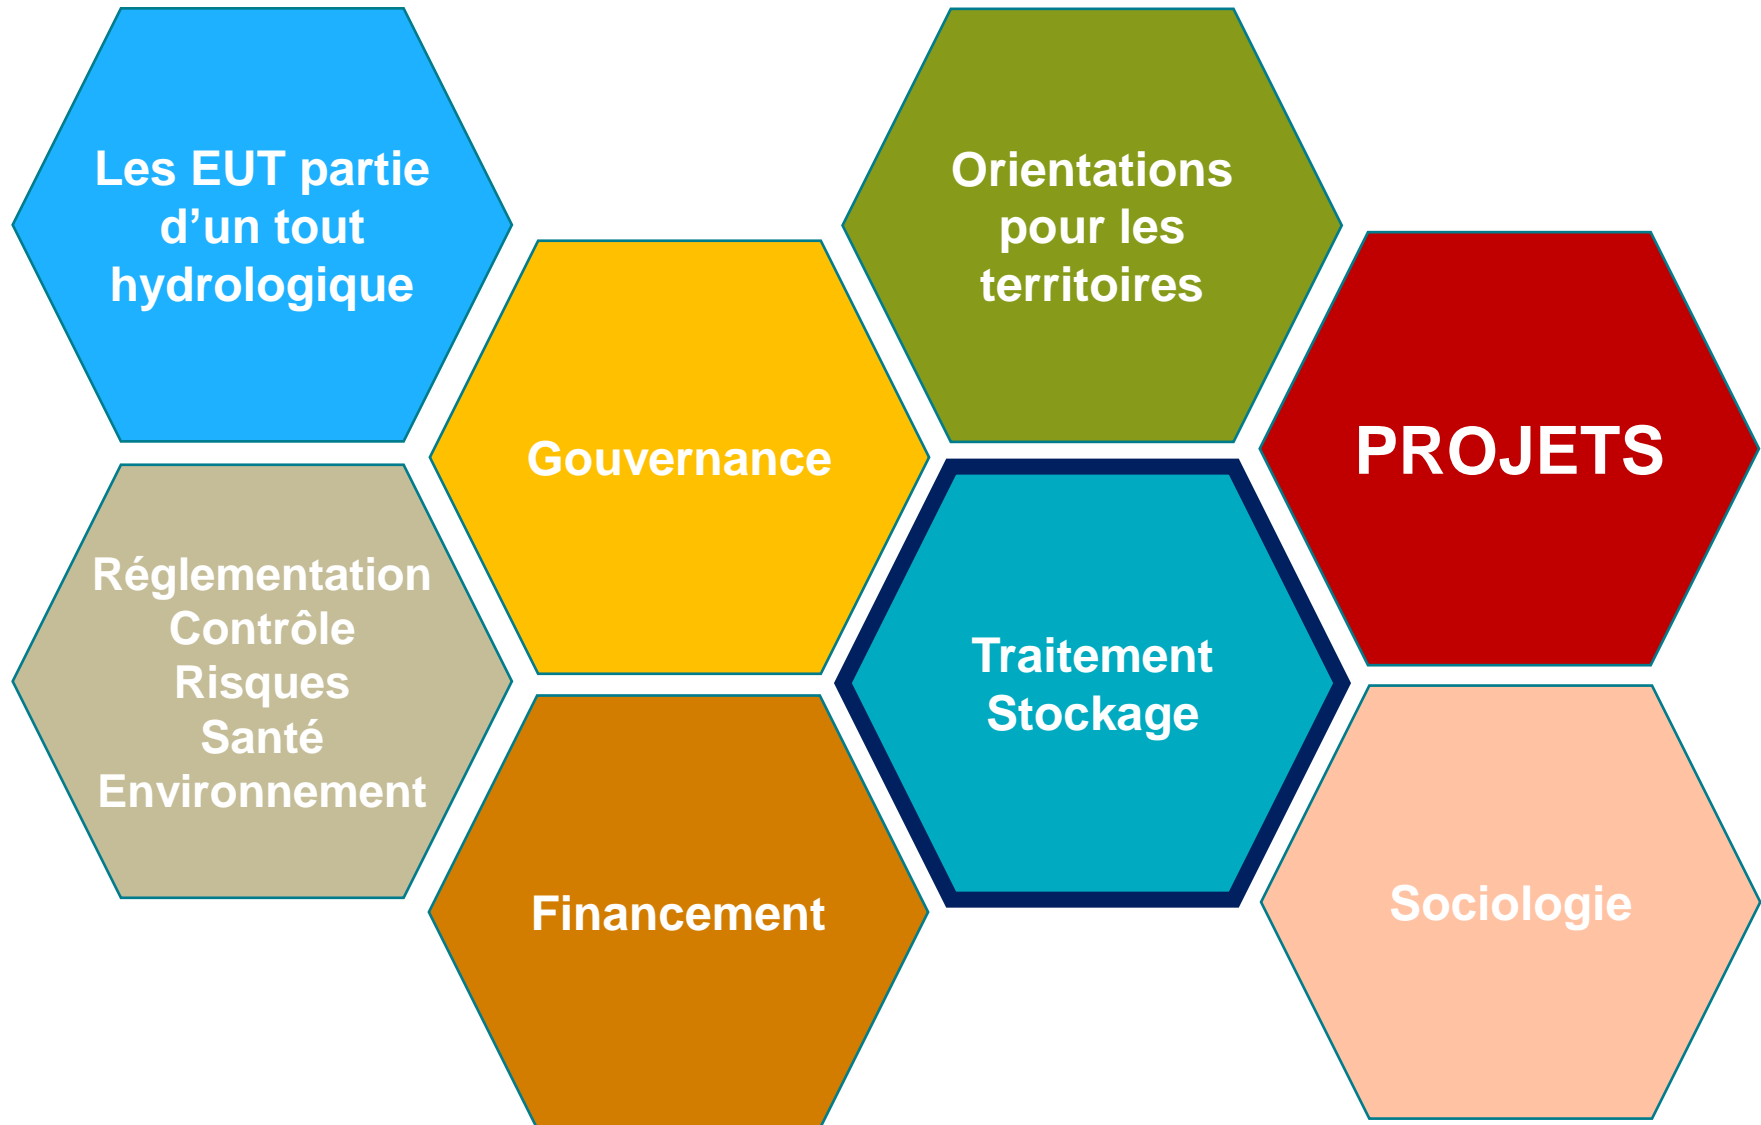 Les EUT partie
d’un tout
hydrologique
Orientations
pour les
territoires
Gouvernance
PROJETS
Réglementation
Contrôle
Risques
Santé
Environnement
Traitement
Stockage
Financement
Sociologie